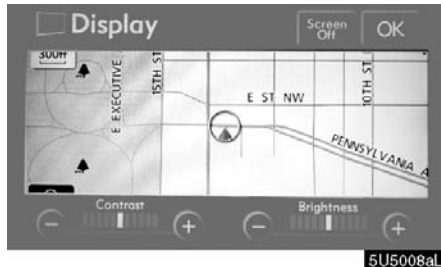 Display
Screen
Off
OK
300ft
E EXECUTIVE
15TH ST
E ST NW
10TH ST
PENNSYLVANIA A
Contrast
Brightness
5U5008aL